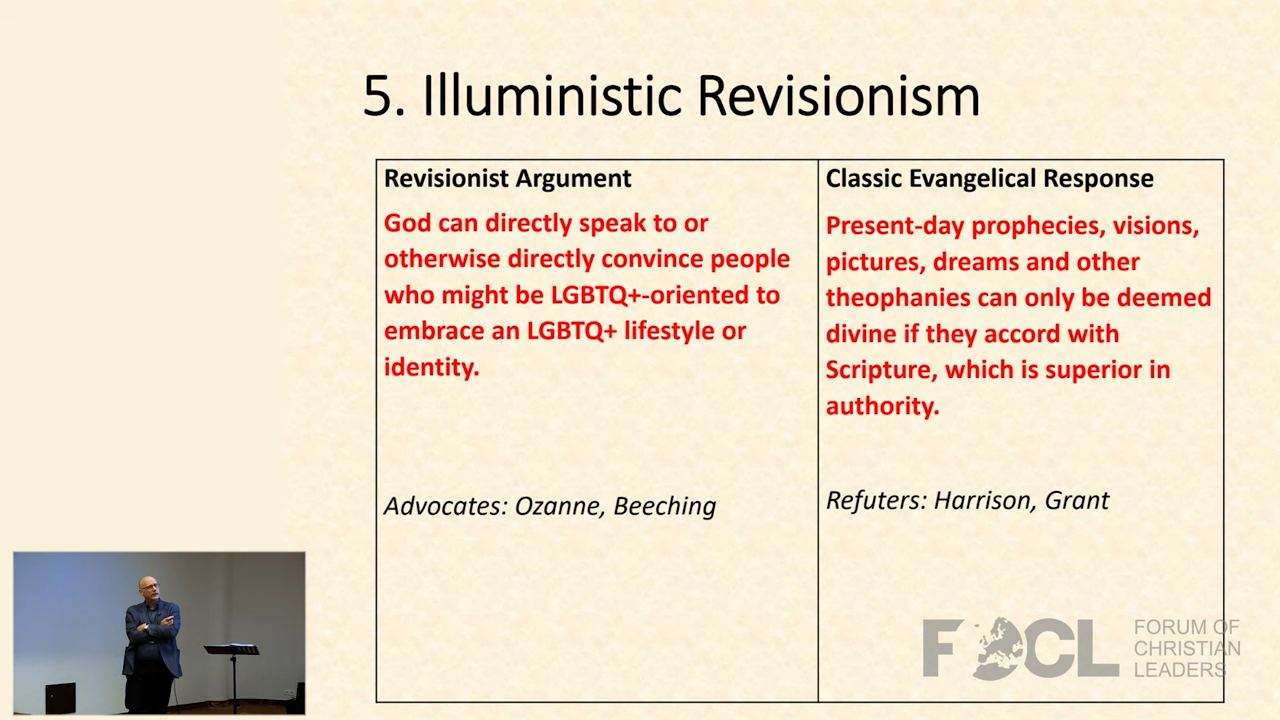 5. Illuministic Revisionism
Revisionist Argument
God can directly speak to or
otherwise directly convince people
who might be LGBTQ+-oriented to
embrace an LGBTQ+ lifestyle or
identity.
Advocates: Ozanne, Beeching
Classic Evangelical Response
Present-day prophecies, visions,
pictures, dreams and other
theophanies can only be deemed
divine if they accord with
Scripture, which is superior in
authority.
Refuters: Harrison, Grant
FOCL
FORUM OF
CHRISTIAN
LEADERS